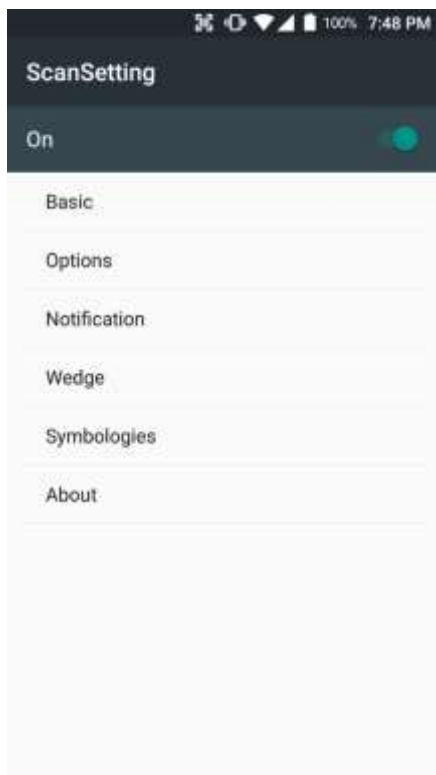 100% 7:48 PM
ScanSetting
On
Basic
Options
Notification
Wedge
Symbologies
About